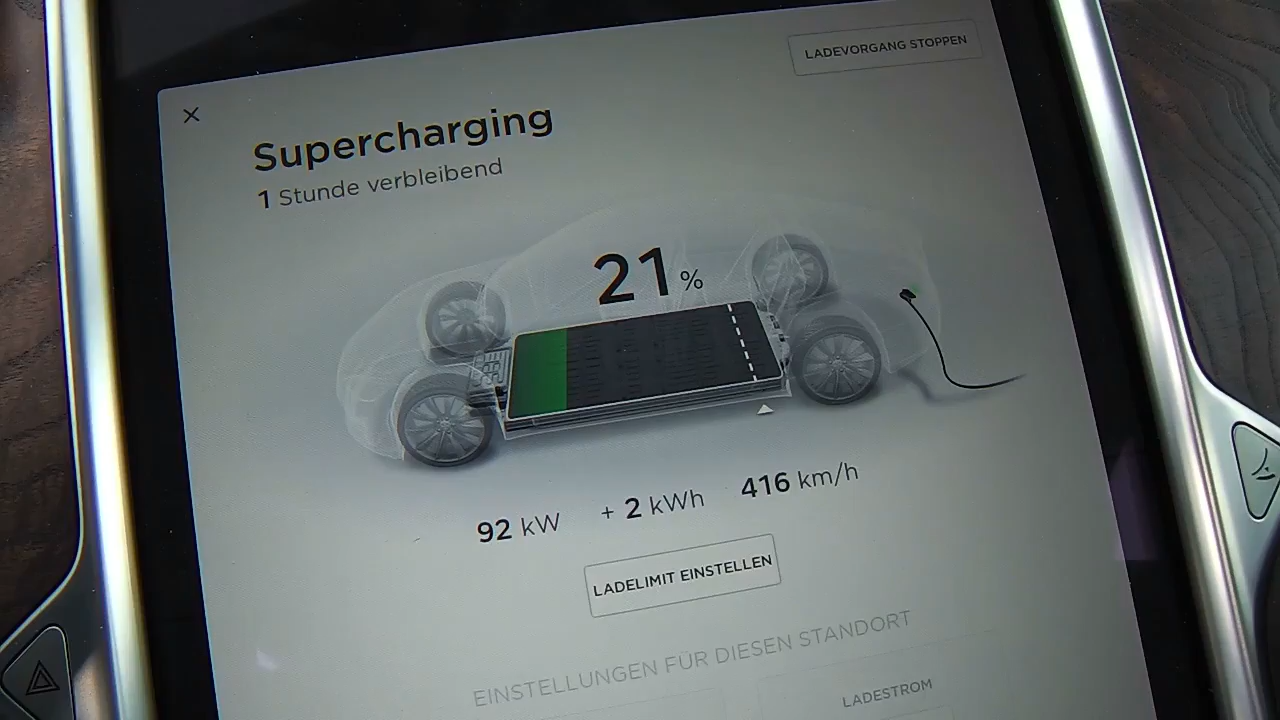 LADEVORGANG STOPPEN
Supercharging
1 Stunde verbleibend
21 %
92 kW + 2 kWh 416 km/h
LADELIMIT EINSTELLEN
EINSTELLUNGEN FÜR DIESEN STANDORT
LADESTROM